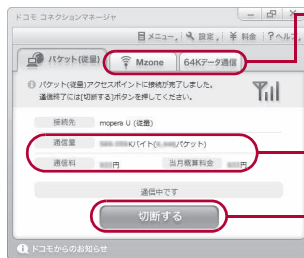 ドコモ コネクションマネージャ
メニュー 設定 料金 ?ヘルプ
パケット(従量) Mzone 64Kデータ通信
パケット(従量)アクセスポイントに接続が完了しました。
通信終了には[切断する]ボタンを押してください。
接続先 mopera U (従量)
通信量 Kバイト( パケット)
通信料 円 当月概算料金 円
通信中です
切断する
ドコモからのお知らせ